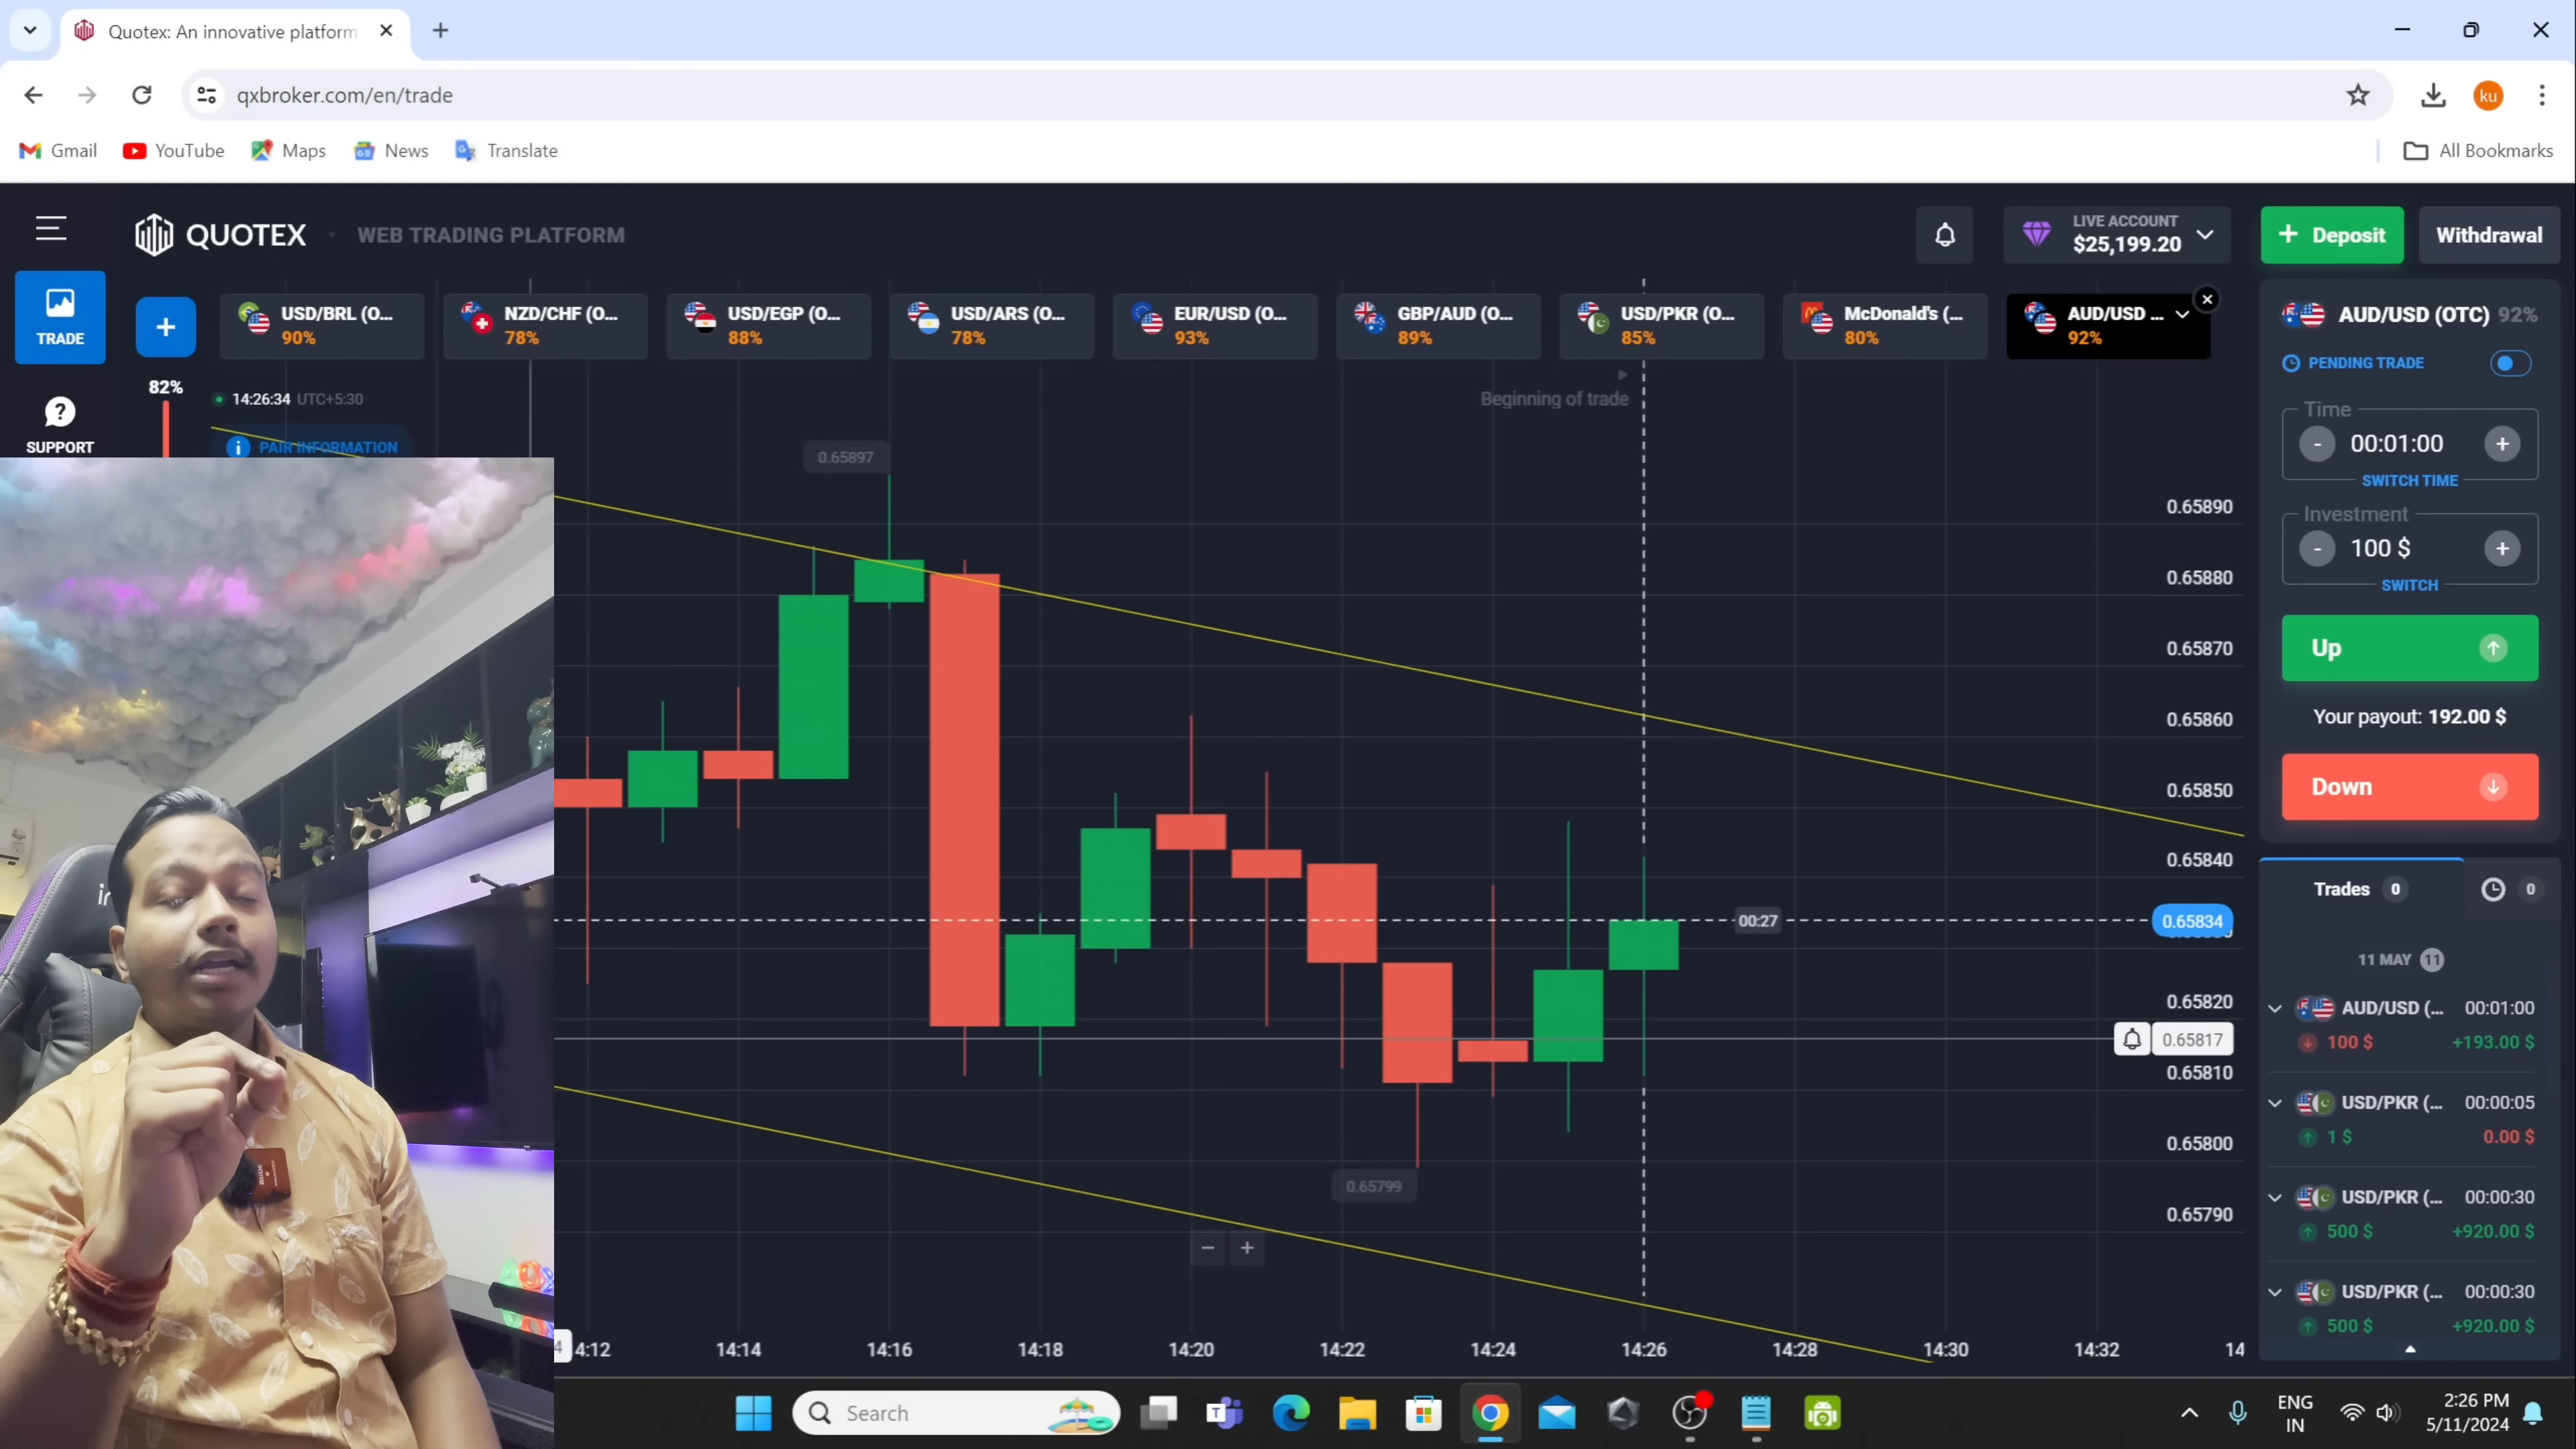 Quotex: An innovative platform
qxbroker.com/en/trade
ku
Gmail
YouTube
Maps
News
Translate
All Bookmarks
QUOTEX
WEB TRADING PLATFORM
LIVE ACCOUNT
$25,199.20
Deposit
Withdrawal
TRADE
SUPPORT
USD/BRL (O...
90%
NZD/CHF (O...
78%
USD/EGP (O...
88%
USD/ARS (O...
78%
EUR/USD (O...
93%
GBP/AUD (O...
89%
USD/PKR (O...
85%
McDonald's (...
80%
AUD/USD ...
92%
82%
14:26:34 UTC+5:30
PAIR INFORMATION
Beginning of trade
0.65897
0.65890
0.65880
0.65870
0.65860
0.65850
0.65840
00:27
0.65834
0.65820
0.65817
0.65810
0.65800
0.65799
0.65790
4:12
14:14
14:16
14:18
14:20
14:22
14:24
14:26
14:28
14:30
14:32
14
AUD/USD (OTC) 92%
PENDING TRADE
Time
- 00:01:00 +
SWITCH TIME
Investment
- 100 $ +
SWITCH
Up
Your payout: 192.00 $
Down
Trades 0
0
11 MAY 11
AUD/USD (... 00:01:00
100 $ +193.00 $
USD/PKR (... 00:00:05
1 $ 0.00 $
USD/PKR (... 00:00:30
500 $ +920.00 $
USD/PKR (... 00:00:30
500 $ +920.00 $
Search
ENG
IN
2:26 PM
5/11/2024